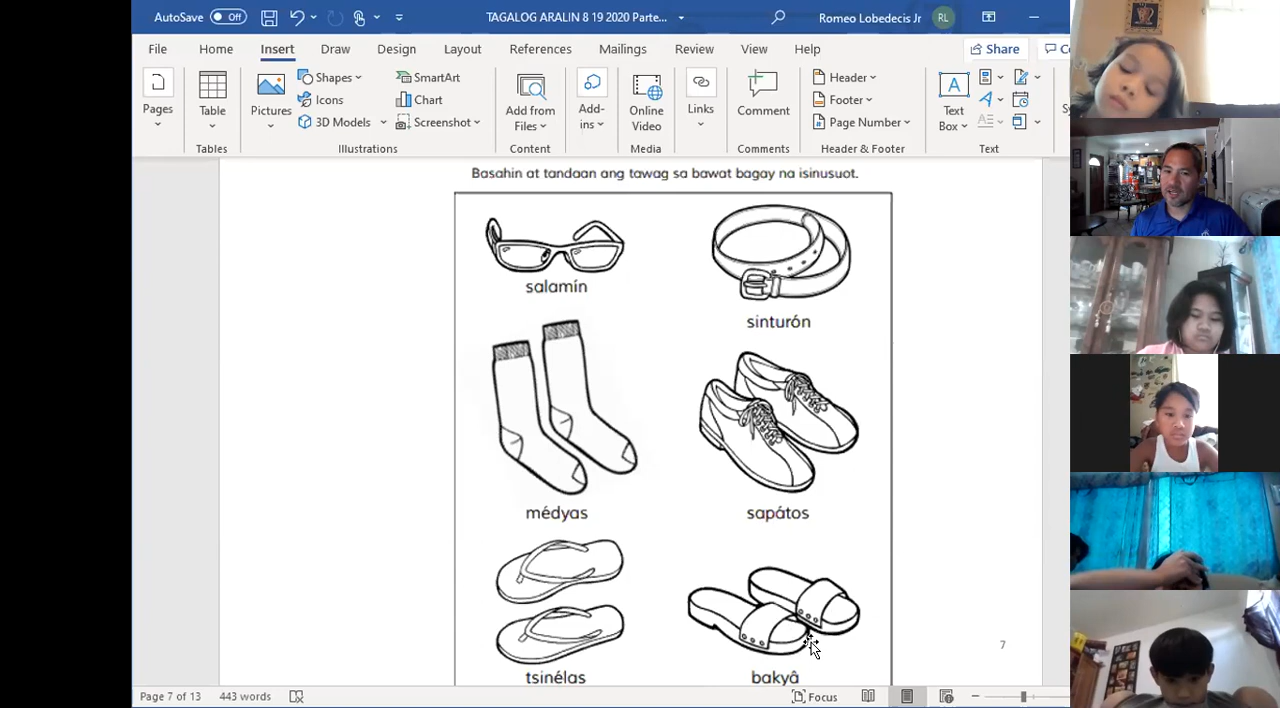 AutoSave Off TAGALOG ARALIN 8 19 2020 Parte... Romeo Lobedecis Jr RL
File Home Insert Draw Design Layout References Mailings Review View Help Share
Pages
Table
Tables
Pictures
Shapes
Icons
3D Models
SmartArt
Chart
Screenshot
Illustrations
Add from Files
Content
Add-ins
Online Video
Media
Links
Comment
Comments
Header
Footer
Page Number
Header & Footer
Text Box
Text
Basahin at tandaan ang tawag sa bawat bagay na isinusuot.
salamín
sinturón
médyas
sapátos
tsinélas
bakyâ
7
Page 7 of 13 443 words Focus